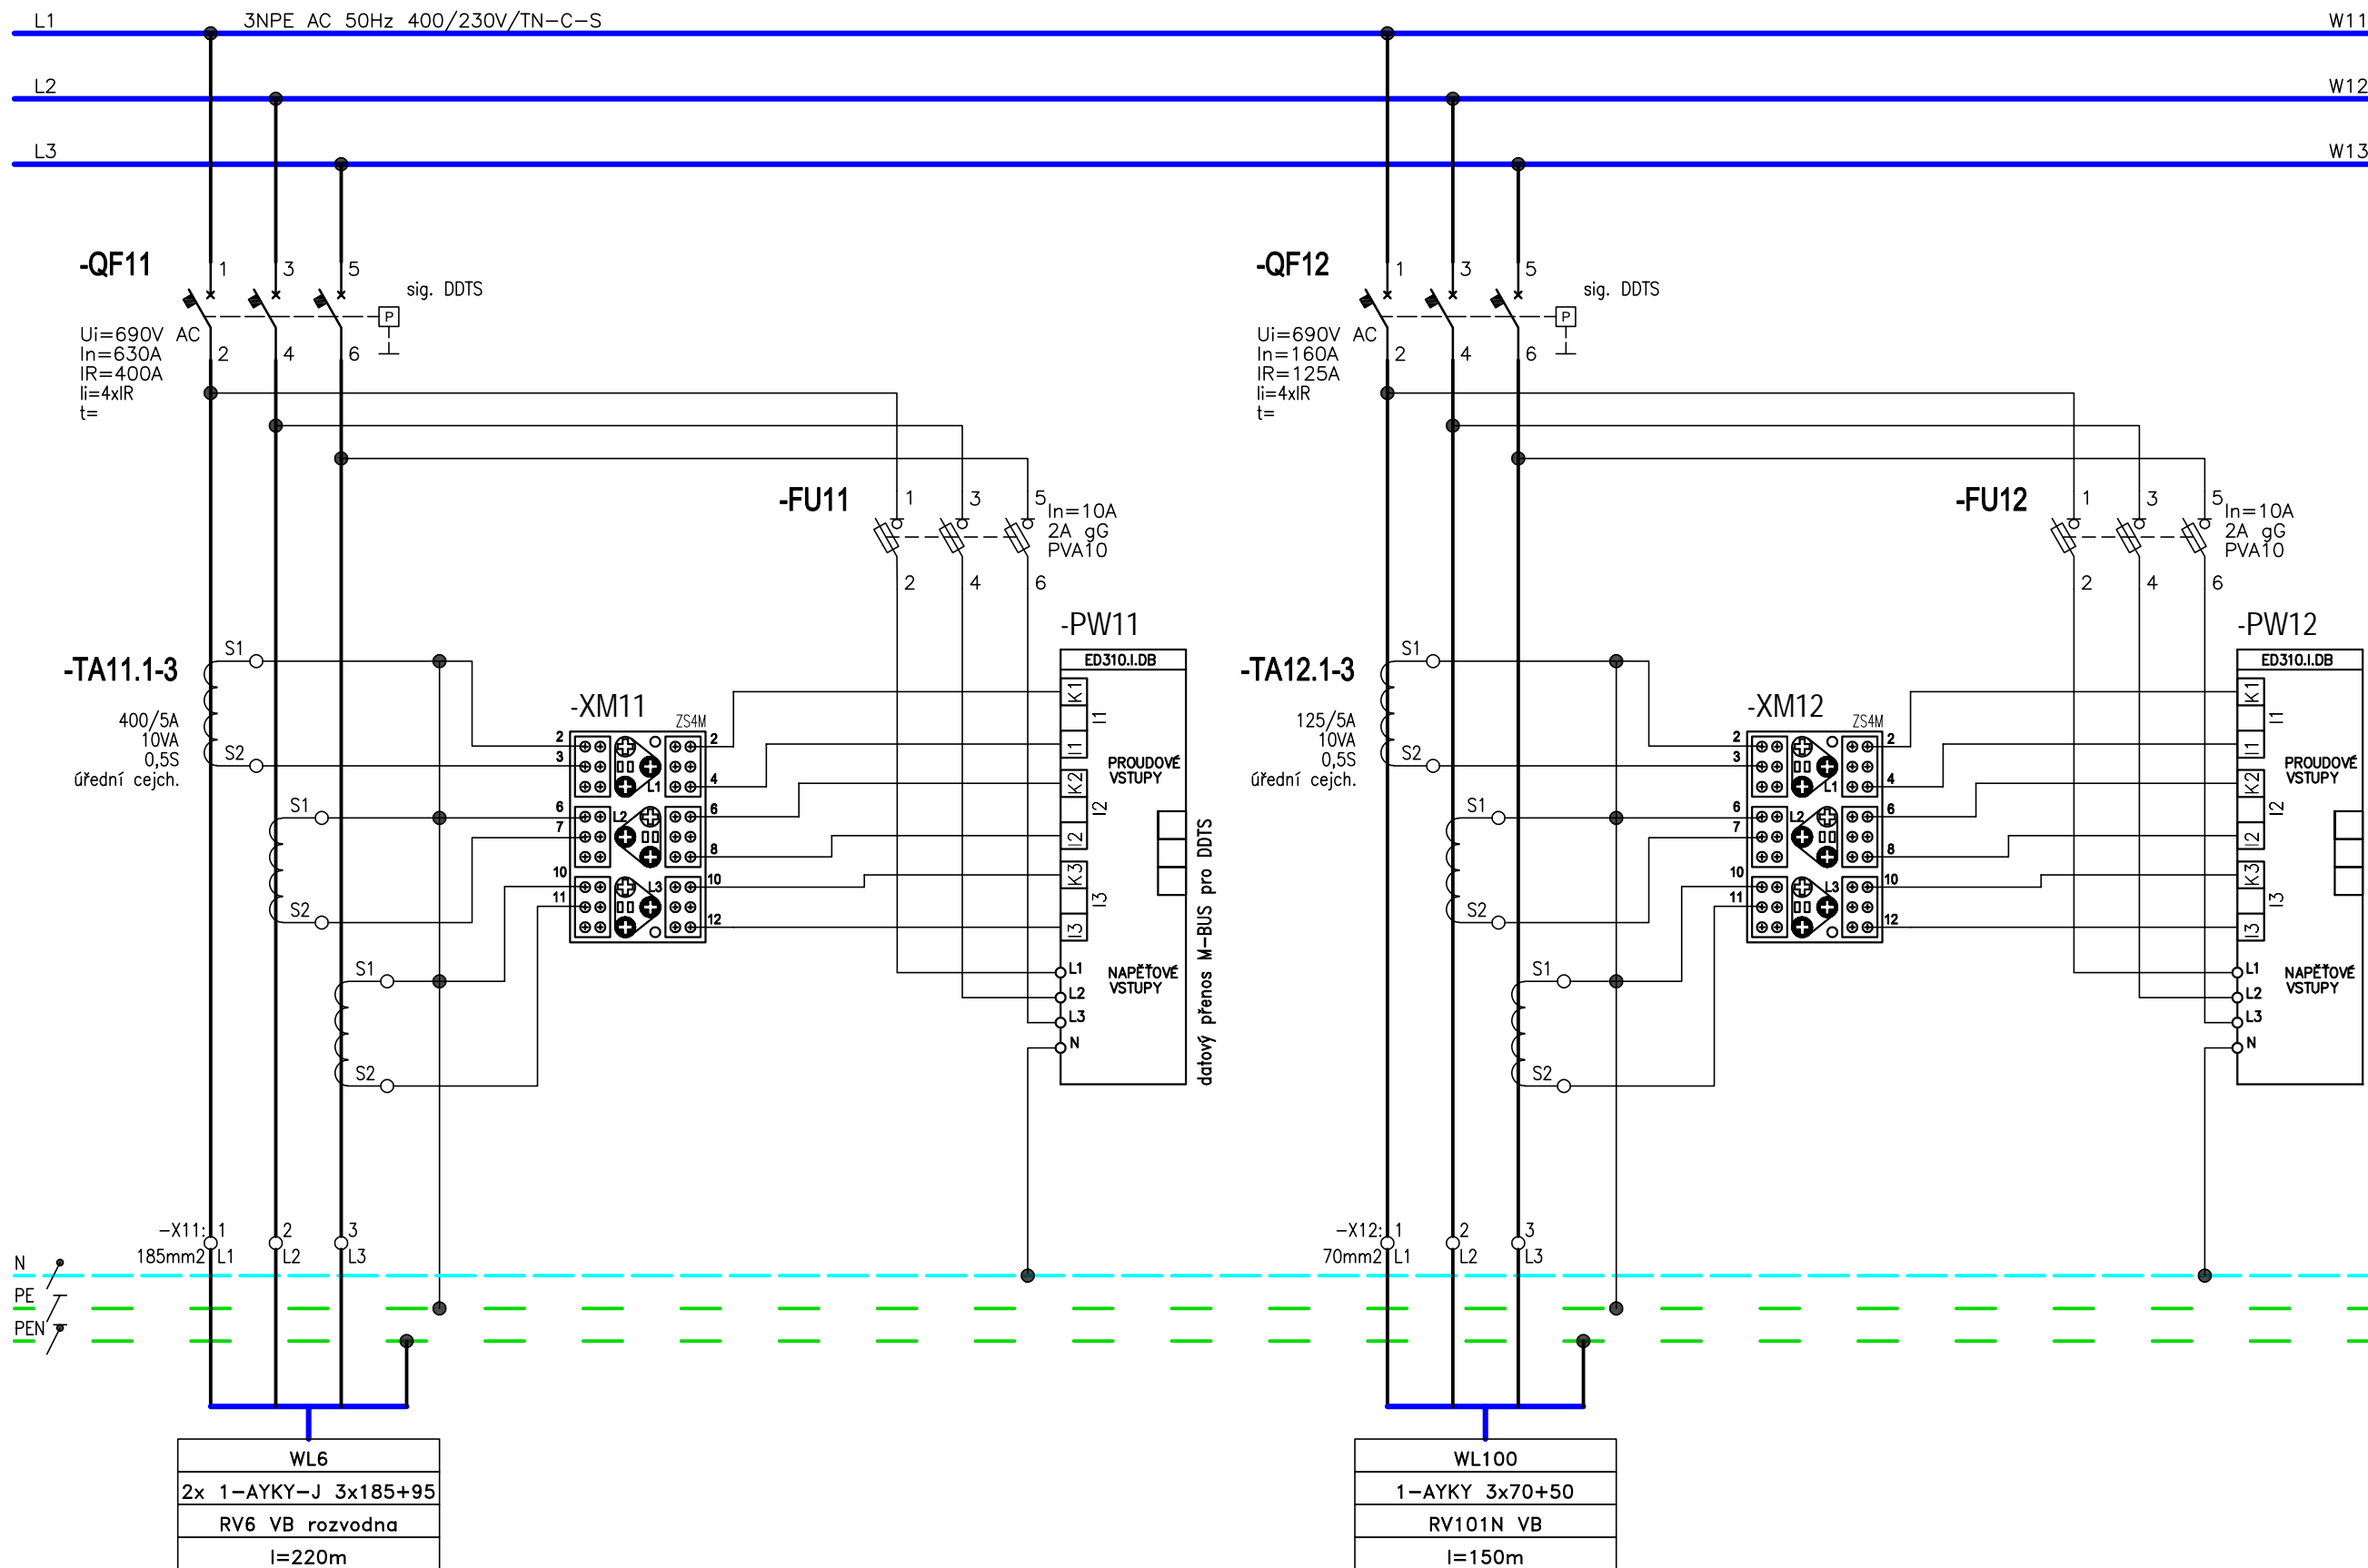 L1
3NPE AC 50Hz 400/230V/TN-C-S
W11
L2
W12
L3
W13
-QF11
1
3
5
sig. DDTS
P
Ui=690V AC
In=630A
IR=400A
Ii=4xIR
t=
2
4
6
-FU11
1
3
5
In=10A
2A gG
PVA10
2
4
6
-PW11
ED310.I.DB
K1
I1
I1
K2
I2
I2
K3
I3
I3
PROUDOVÉ
VSTUPY
L1
L2
L3
N
NAPĚŤOVÉ
VSTUPY
datový přenos M-BUS pro DDTS
-TA11.1-3
400/5A
10VA
0,5S
úřední cejch.
S1
S2
S1
S2
S1
S2
-XM11
ZS4M
2
3
6
7
10
11
L1
L2
L3
2
4
6
8
10
12
-X11:
1
2
3
185mm2
L1
L2
L3
-QF12
1
3
5
sig. DDTS
P
Ui=690V AC
In=160A
IR=125A
Ii=4xIR
t=
2
4
6
-FU12
1
3
5
In=10A
2A gG
PVA10
2
4
6
-PW12
ED310.I.DB
K1
I1
I1
K2
I2
I2
K3
I3
I3
PROUDOVÉ
VSTUPY
L1
L2
L3
N
NAPĚŤOVÉ
VSTUPY
-TA12.1-3
125/5A
10VA
0,5S
úřední cejch.
S1
S2
S1
S2
S1
S2
-XM12
ZS4M
2
3
6
7
10
11
L1
L2
L3
2
4
6
8
10
12
-X12:
1
2
3
70mm2
L1
L2
L3
N
PE
PEN
WL6
2x 1-AYKY-J 3x185+95
RV6 VB rozvodna
l=220m
WL100
1-AYKY 3x70+50
RV101N VB
l=150m